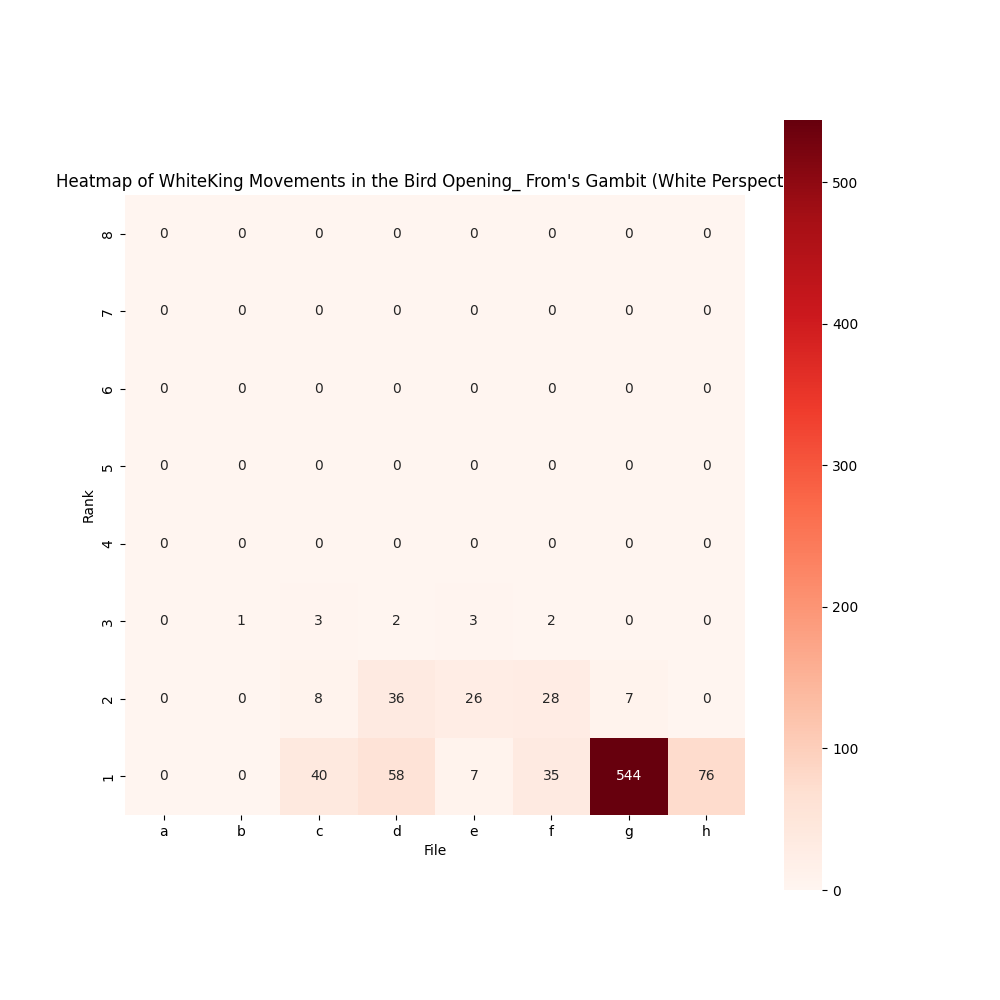 Heatmap of WhiteKing Movements in the Bird Opening_ From's Gambit (White Perspect
500
400
300
200
100
0
Rank
8 0 0 0 0 0 0 0 0
7 0 0 0 0 0 0 0 0
6 0 0 0 0 0 0 0 0
5 0 0 0 0 0 0 0 0
4 0 0 0 0 0 0 0 0
3 0 1 3 2 3 2 0 0
2 0 0 8 36 26 28 7 0
1 0 0 40 58 7 35 544 76
a b c d e f g h
File